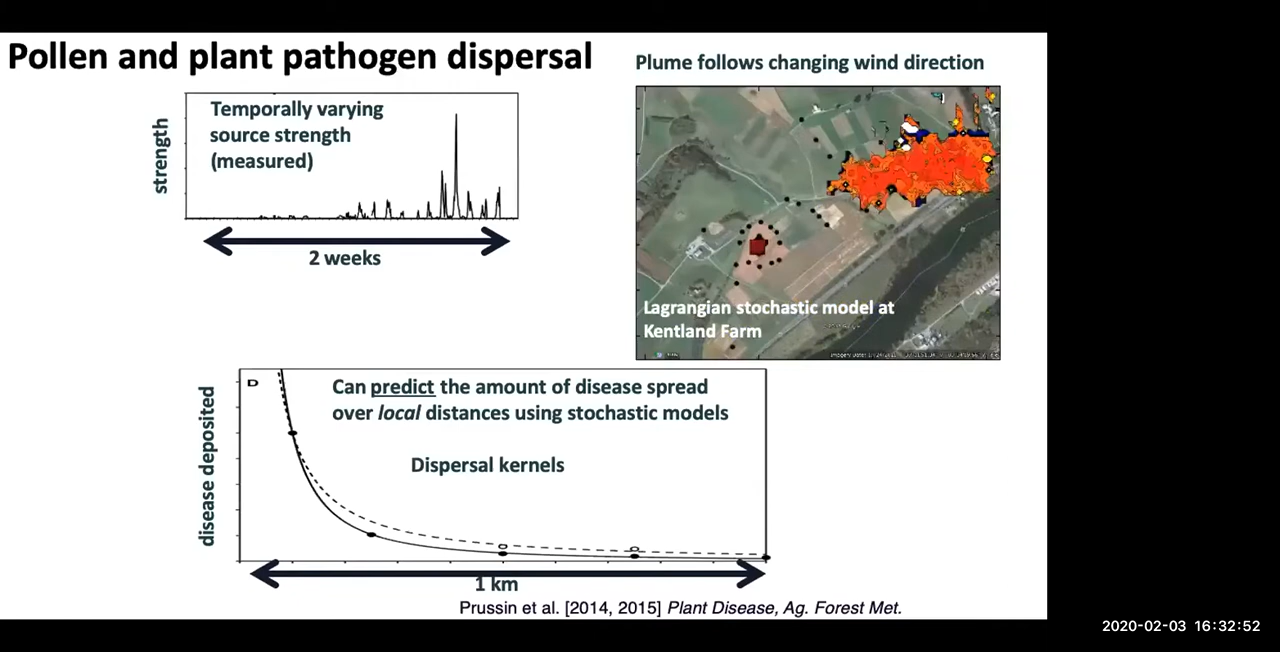 Pollen and plant pathogen dispersal
Plume follows changing wind direction
strength
Temporally varying
source strength
(measured)
2 weeks
Lagrangian stochastic model at
Kentland Farm
disease deposited
D
Can predict the amount of disease spread
over local distances using stochastic models
Dispersal kernels
1 km
Prussin et al. [2014, 2015] Plant Disease, Ag. Forest Met.
2020-02-03 16:32:52